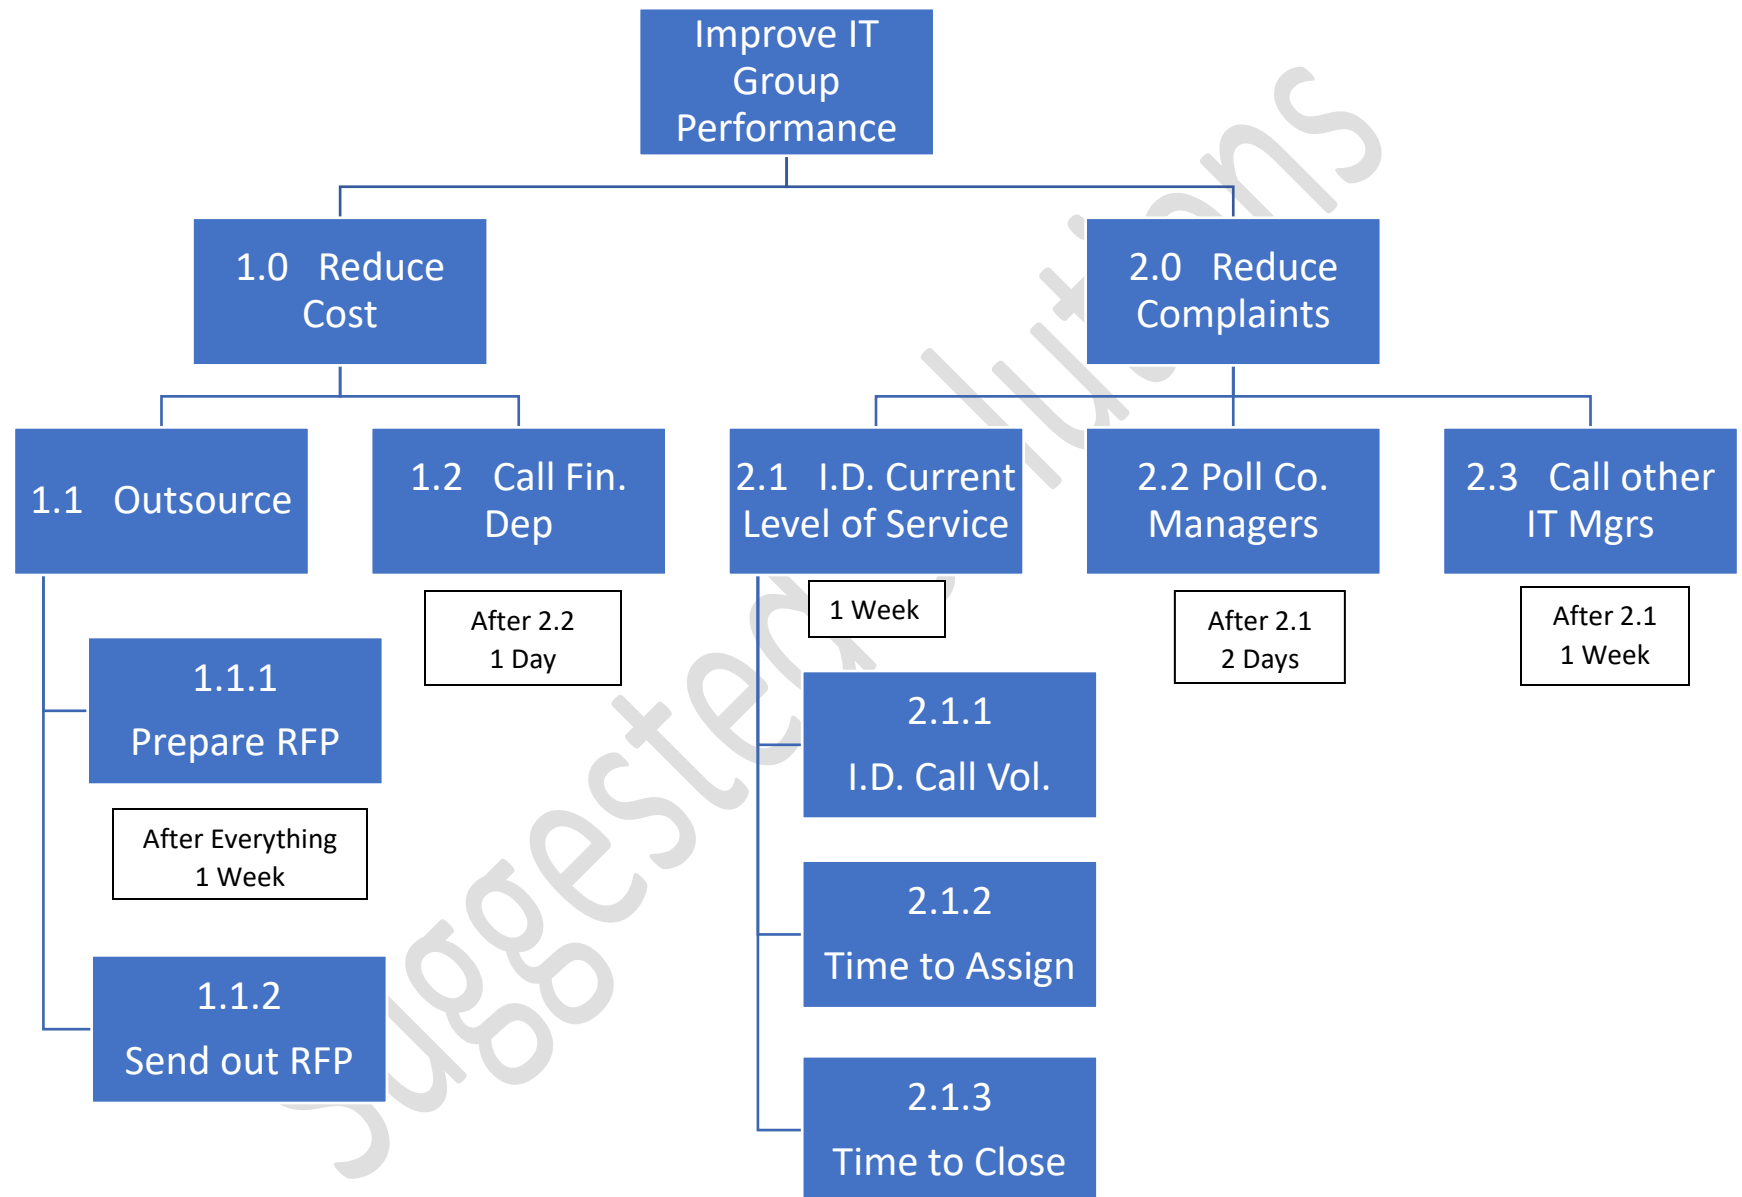 Improve IT
Group
Performance
1.0 Reduce
Cost
2.0 Reduce
Complaints
1.1 Outsource
1.2 Call Fin.
Dep
2.1 I.D. Current
Level of Service
2.2 Poll Co.
Managers
2.3 Call other
IT Mgrs
After 2.2
1 Day
1 Week
After 2.1
2 Days
After 2.1
1 Week
1.1.1
Prepare RFP
After Everything
1 Week
1.1.2
Send out RFP
2.1.1
I.D. Call Vol.
2.1.2
Time to Assign
2.1.3
Time to Close
Suggested Solutions